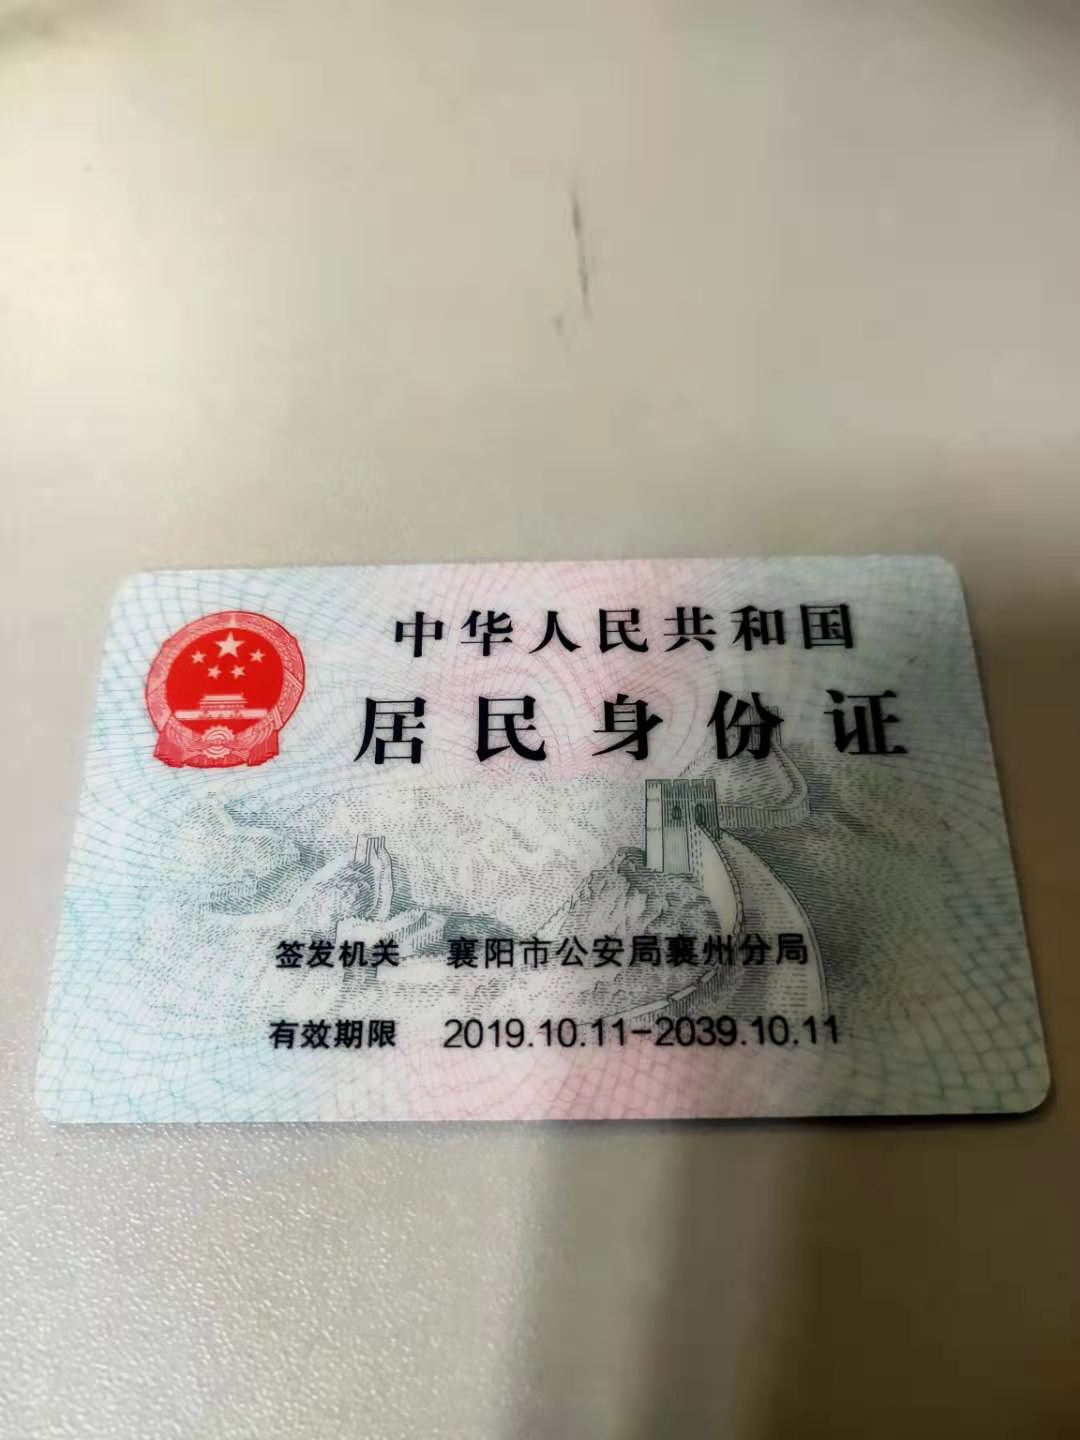 中华人民共和国
居民身份证
签发机关 襄阳市公安局襄州分局
有效期限 2019.10.11-2039.10.11